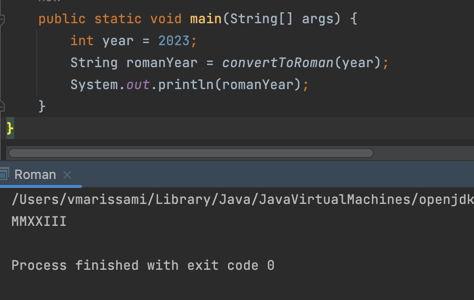 public static void main(String[] args) {
int year = 2023;
String romanYear = convertToRoman(year);
System.out.println(romanYear);
}
}
Roman ×
/Users/vmarissami/Library/Java/JavaVirtualMachines/openjdk
MMXXIII
Process finished with exit code 0